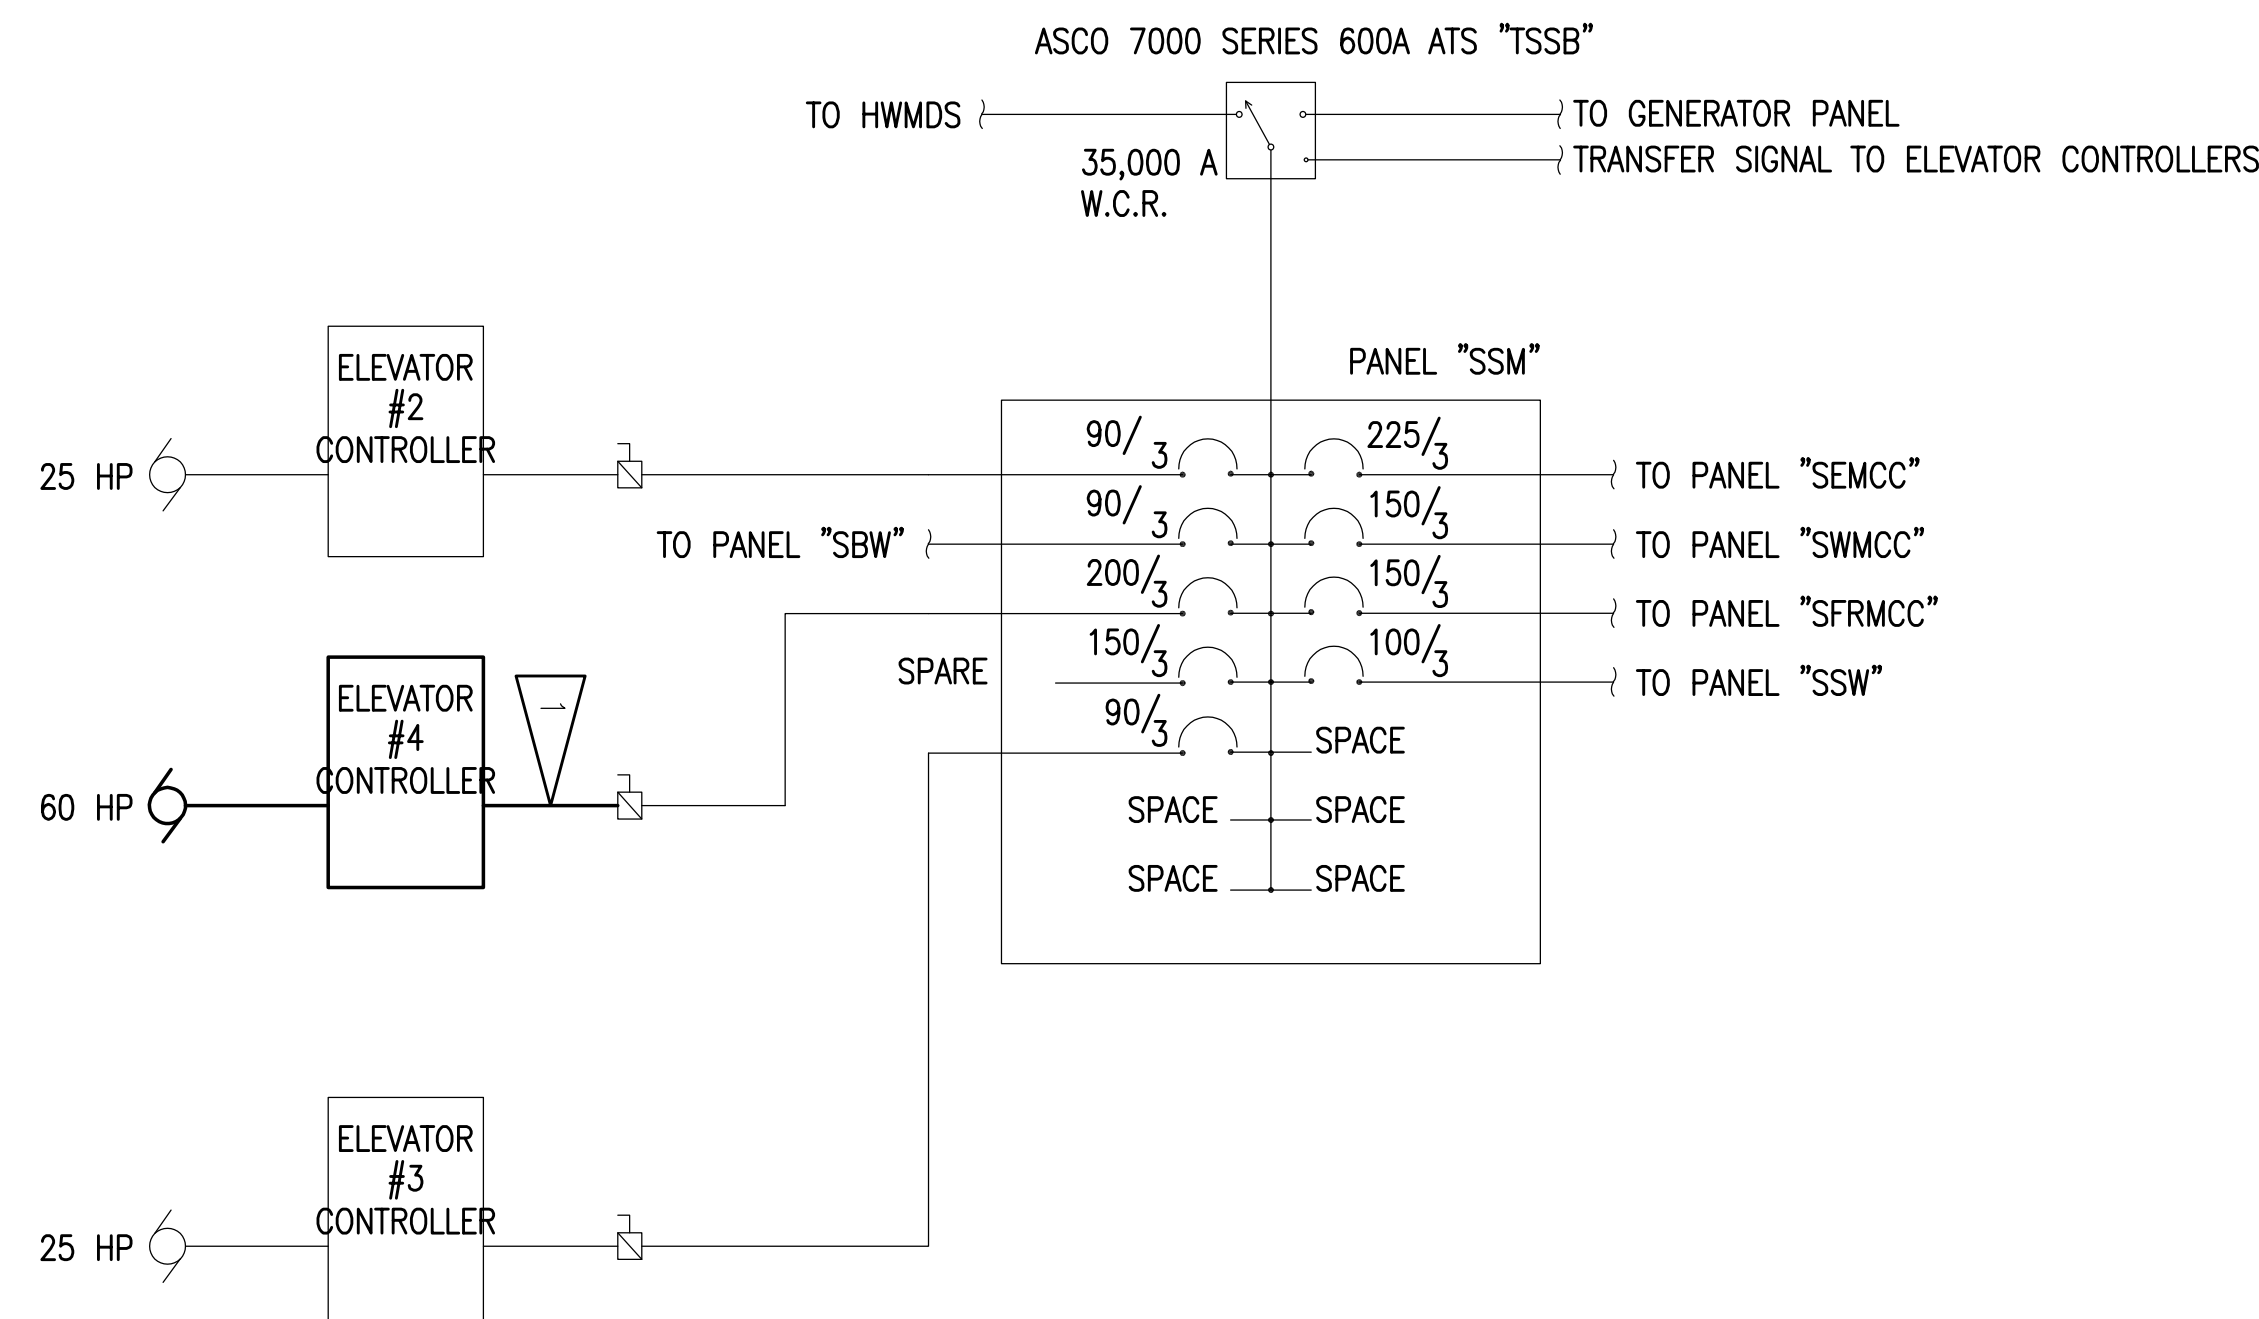 ASCO 7000 SERIES 600A ATS "TSSB"
TO HWMDS
TO GENERATOR PANEL
35,000 A
W.C.R.
TRANSFER SIGNAL TO ELEVATOR CONTROLLERS
PANEL "SSM"
ELEVATOR
#2
CONTROLLER
25 HP
90/3
225/3
TO PANEL "SEMCC"
TO PANEL "SBW"
90/3
150/3
TO PANEL "SWMCC"
200/3
150/3
TO PANEL "SFRMCC"
SPARE
150/3
100/3
TO PANEL "SSW"
90/3
SPACE
SPACE
SPACE
SPACE
SPACE
ELEVATOR
#4
CONTROLLER
1
60 HP
ELEVATOR
#3
CONTROLLER
25 HP